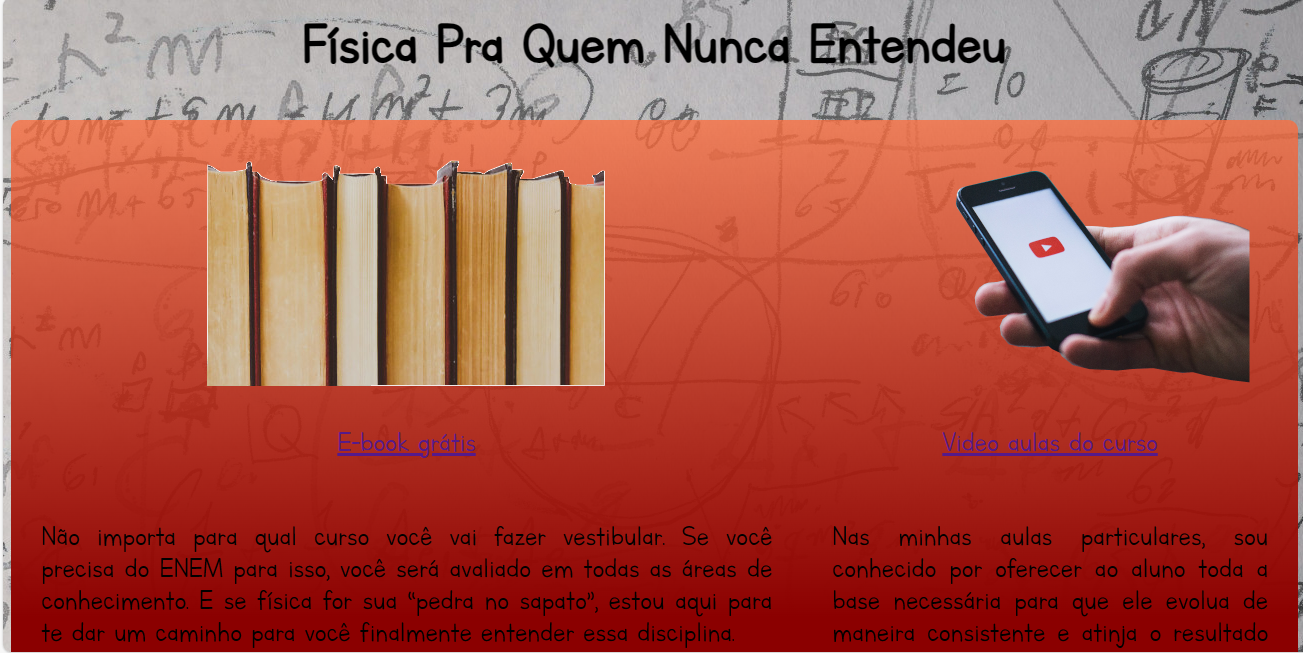 Física Pra Quem Nunca Entendeu
E-book grátis
Não importa para qual curso você vai fazer vestibular. Se você
precisa do ENEM para isso, você será avaliado em todas as áreas de
conhecimento. E se física for sua “pedra no sapato”, estou aqui para
te dar um caminho para você finalmente entender essa disciplina.
Video aulas do curso
Nas minhas aulas particulares, sou
conhecido por oferecer ao aluno toda a
base necessária para que ele evolua de
maneira consistente e atinja o resultado